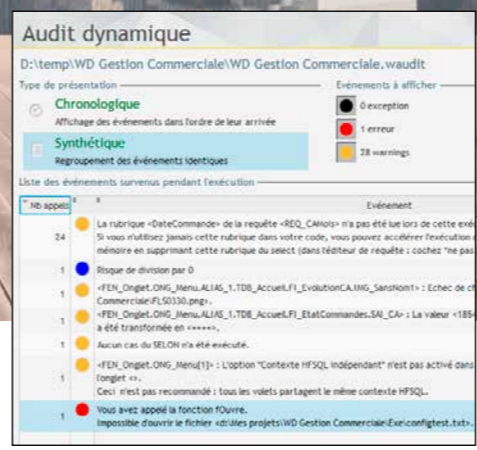 Audit dynamique
D:\temp\WD Gestion Commerciale\WD Gestion Commerciale.waudit
Type de présentation
Evénements à afficher
Chronologique
Affichage des événements dans l'ordre de leur arrivée
0 exception
1 erreur
Synthétique
Regroupement des événements identiques
28 warnings
Liste des événements survenus pendant l'exécution
Nb appels
Evénement
24
La rubrique <DateCommande> de la requête <REQ_CAMois> n'a pas été lue lors de cette exé
Si vous n'utilisez jamais cette rubrique dans votre code, vous pouvez accélérer l'exécution
mémoire en supprimant cette rubrique du select (dans l'éditeur de requête : cochez "ne pas
1
Risque de division par 0
1
<FEN_Onglet.ONG_Menu.ALIAS_1.TDB_Accueil.FI_EvolutionCA.IMG_SansNom1> : Echec de c
Commerciale\FLS0330.png>.
1
<FEN_Onglet.ONG_Menu.ALIAS_1.TDB_Accueil.FI_EtatCommandes.SAI_CA> : La valeur <185
a été transformée en <++++>.
1
Aucun cas du SELON n'a été exécuté.
1
<FEN_Onglet.ONG_Menu[1]> : L'option "Contexte HFSQL indépendant" n'est pas activé dans
l'onglet <>.
Ceci n'est pas recommandé : tous les volets partagent le même contexte HFSQL.
1
Vous avez appelé la fonction fOuvre.
Impossible d'ouvrir le fichier <d:\Mes projets\WD Gestion Commerciale\Exe\configtest.txt>.